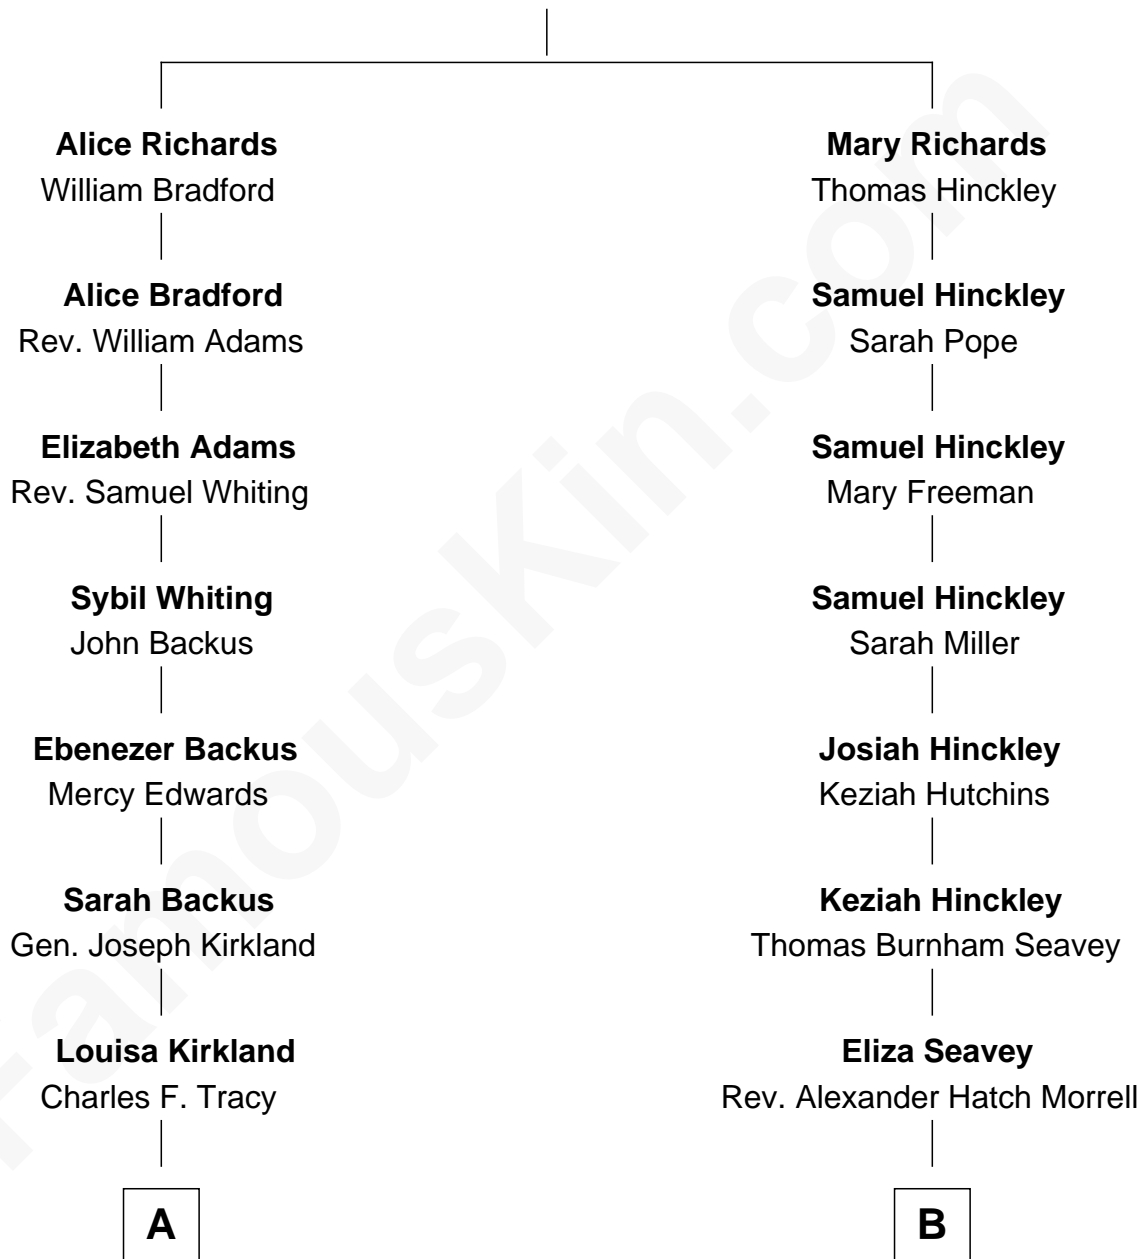 Alice Richards
William Bradford
Alice Bradford
Rev. William Adams
Elizabeth Adams
Rev. Samuel Whiting
Sybil Whiting
John Backus
Ebenezer Backus
Mercy Edwards
Sarah Backus
Gen. Joseph Kirkland
Louisa Kirkland
Charles F. Tracy
A
Mary Richards
Thomas Hinckley
Samuel Hinckley
Sarah Pope
Samuel Hinckley
Mary Freeman
Samuel Hinckley
Sarah Miller
Josiah Hinckley
Keziah Hutchins
Keziah Hinckley
Thomas Burnham Seavey
Eliza Seavey
Rev. Alexander Hatch Morrell
B
FamousKin.com